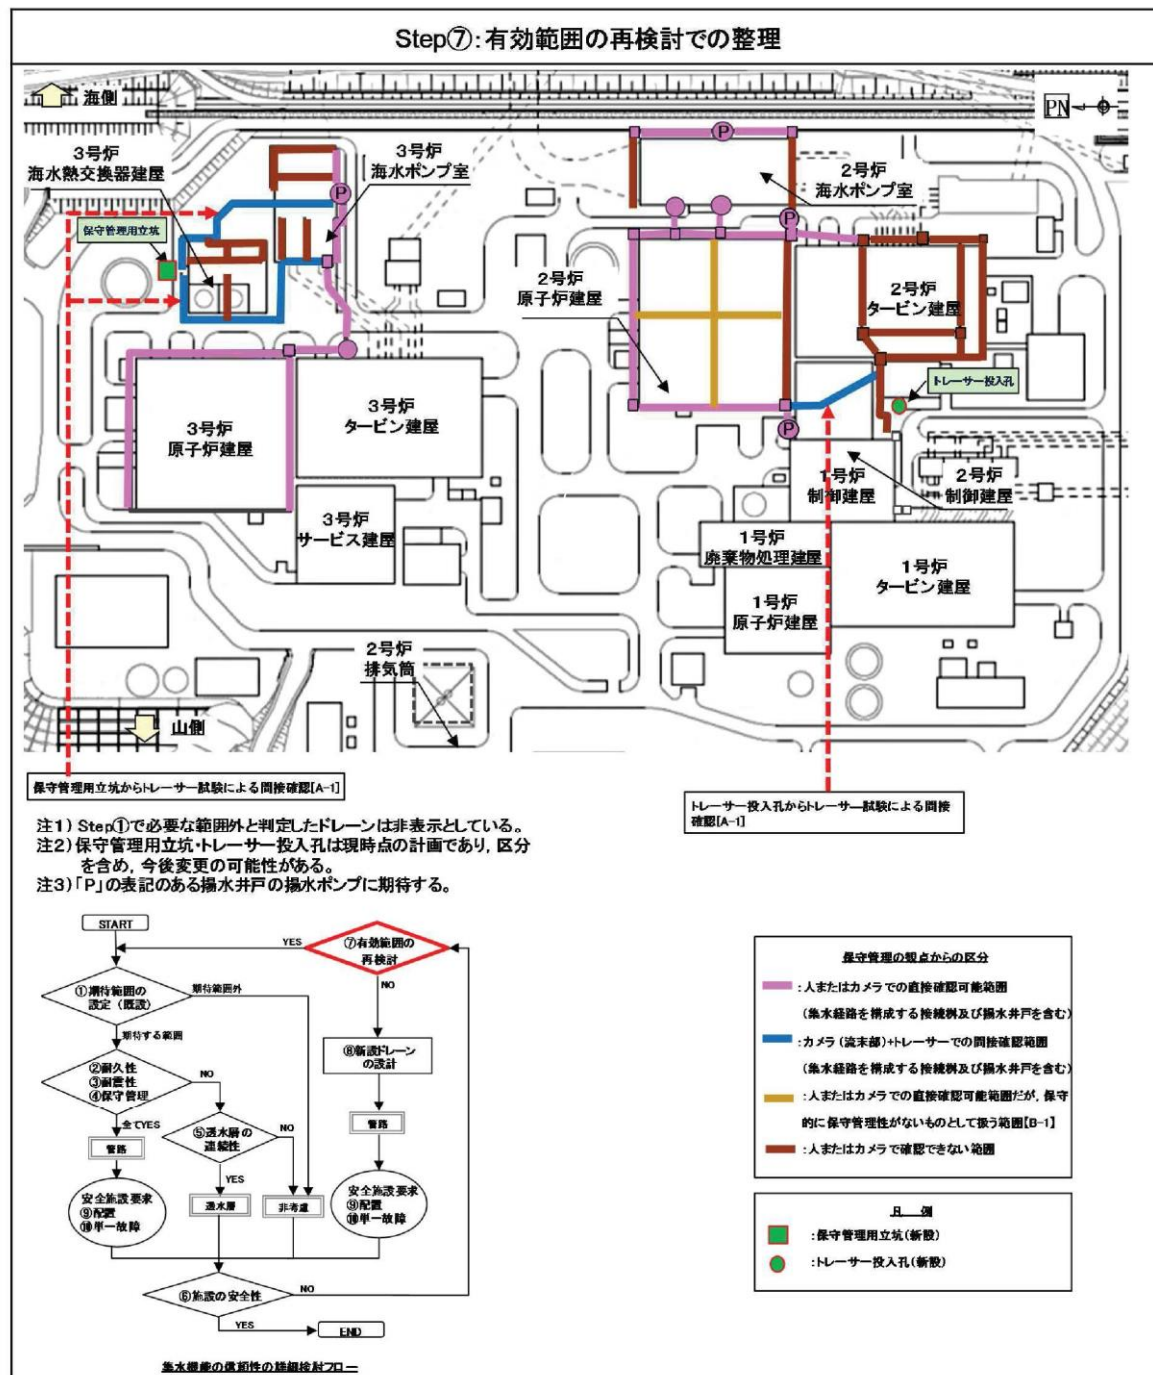 Step⑦:有効範囲の再検討での整理
海側
PN
3号炉
海水熱交換器建屋
3号炉
海水ポンプ室
2号炉
海水ポンプ室
保守管理用立坑
P
P
P
P
2号炉
原子炉建屋
2号炉
タービン建屋
トレーサー投入孔
3号炉
原子炉建屋
3号炉
タービン建屋
3号炉
サービス建屋
1号炉
制御建屋
2号炉
制御建屋
1号炉
廃棄物処理建屋
1号炉
タービン建屋
1号炉
原子炉建屋
2号炉
排気筒
山側
保守管理用立坑からトレーサー試験による間接確認[A-1]
トレーサー投入孔からトレーサー試験による間接
確認[A-1]
注1) Step①で必要な範囲外と判定したドレーンは非表示としている。
注2) 保守管理用立坑・トレーサー投入孔は現時点の計画であり, 区分
を含め, 今後変更の可能性がある。
注3)「P」の表記のある揚水井戸の揚水ポンプに期待する。
START
YES
⑦有効範囲の
再検討
①期待範囲の
設定（既設）
期待範囲外
NO
期待する範囲
⑧新設ドレーン
の設計
②耐久性
③耐震性
④保守管理
NO
全てYES
⑤透水層の
連続性
NO
管路
管路
YES
安全施設要求
⑨配置
⑩単一故障
透水層
非考慮
安全施設要求
⑨配置
⑩単一故障
⑥施設の安全性
NO
YES
END
集水機能の信頼性の詳細検討フロー
保守管理の観点からの区分
:人またはカメラでの直接確認可能範囲
(集水経路を構成する接続桝及び揚水井戸を含む)
:カメラ(流末部)+トレーサーでの間接確認範囲
(集水経路を構成する接続桝及び揚水井戸を含む)
:人またはカメラでの直接確認可能範囲だが, 保守
的に保守管理性がないものとして扱う範囲【B-1】
:人またはカメラで確認できない範囲
凡 例
:保守管理用立坑(新設)
:トレーサー投入孔(新設)